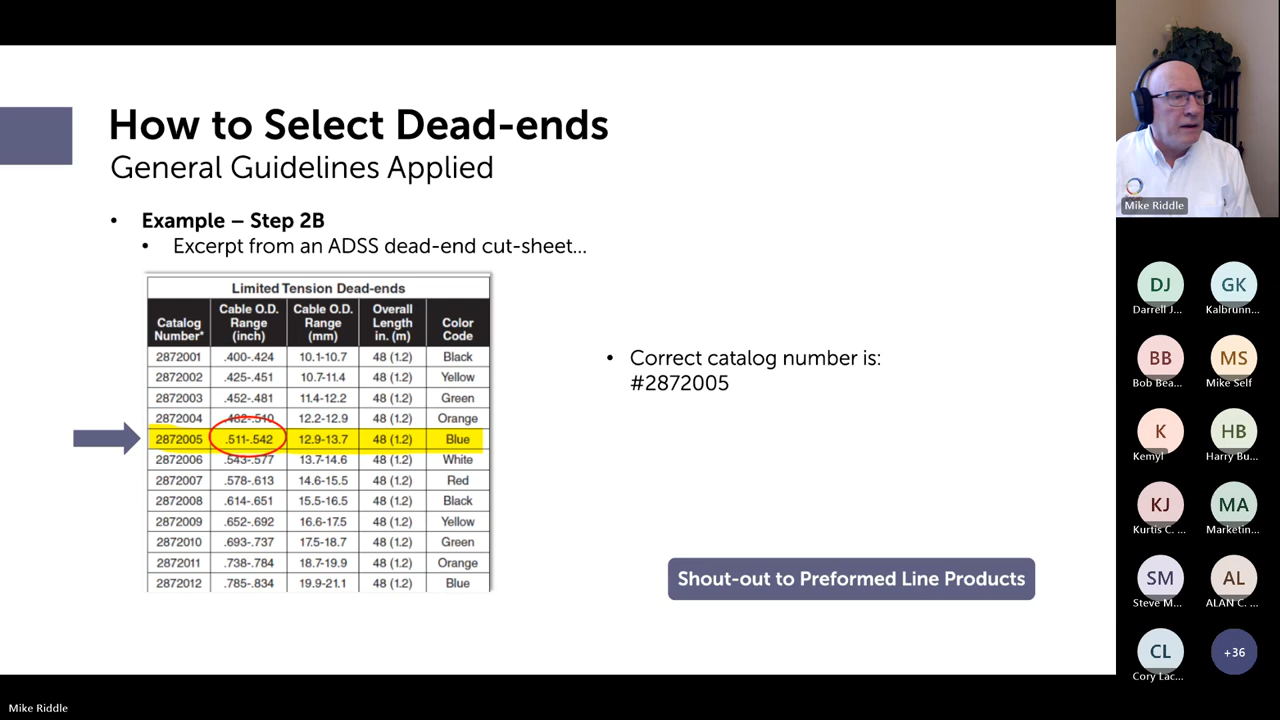 How to Select Dead-ends
General Guidelines Applied
• Example – Step 2B
• Excerpt from an ADSS dead-end cut-sheet...
Limited Tension Dead-ends
Catalog Number* Cable O.D. Range (inch) Cable O.D. Range (mm) Overall Length in. (m) Color Code
2872001 .400-.424 10.1-10.7 48 (1.2) Black
2872002 .425-.451 10.7-11.4 48 (1.2) Yellow
2872003 .452-.481 11.4-12.2 48 (1.2) Green
2872004 .482-.510 12.2-12.9 48 (1.2) Orange
2872005 .511-.542 12.9-13.7 48 (1.2) Blue
2872006 .543-.577 13.7-14.6 48 (1.2) White
2872007 .578-.613 14.6-15.5 48 (1.2) Red
2872008 .614-.651 15.5-16.5 48 (1.2) Black
2872009 .652-.692 16.6-17.5 48 (1.2) Yellow
2872010 .693-.737 17.5-18.7 48 (1.2) Green
2872011 .738-.784 18.7-19.9 48 (1.2) Orange
2872012 .785-.834 19.9-21.1 48 (1.2) Blue
• Correct catalog number is:
#2872005
Shout-out to Preformed Line Products
Mike Riddle
DJ GK
Darrell J... Kalbrunn...
BB MS
Bob Bea... Mike Self
K HB
Kemyl Harry Bu...
KJ MA
Kurtis C. ... Marketin...
SM AL
Steve M... ALAN C. ...
CL +36
Cory Lac...
Mike Riddle